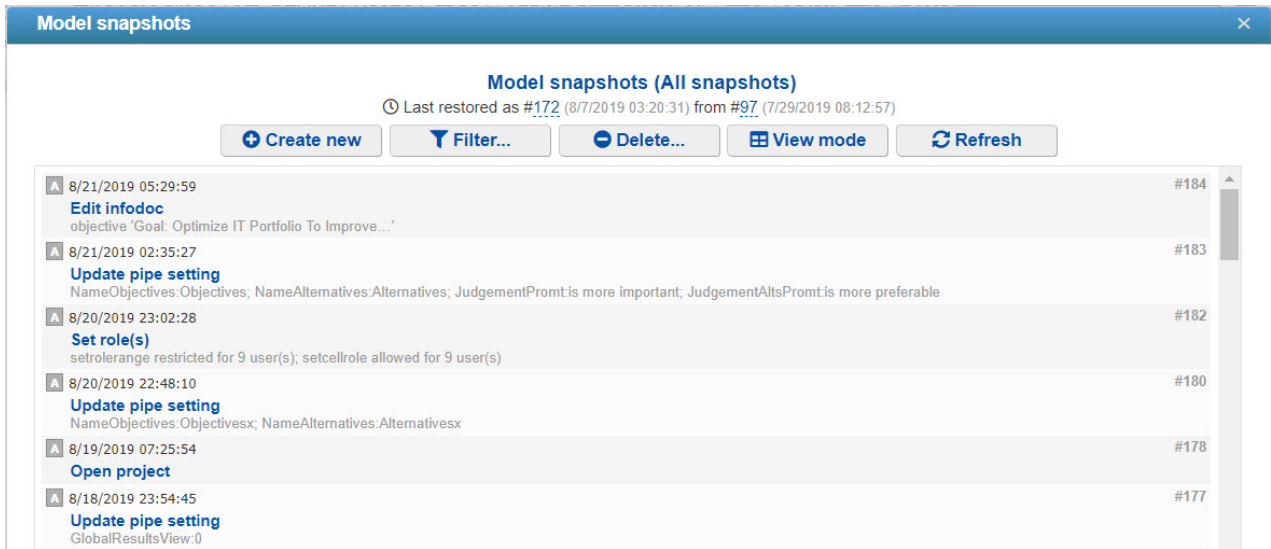 Model snapshots ×
Model snapshots (All snapshots)
Last restored as #172 (8/7/2019 03:20:31) from #97 (7/29/2019 08:12:57)
Create new Filter... Delete... View mode Refresh
A 8/21/2019 05:29:59 #184
Edit infodoc
objective 'Goal: Optimize IT Portfolio To Improve...'
A 8/21/2019 02:35:27 #183
Update pipe setting
NameObjectives:Objectives; NameAlternatives:Alternatives; JudgementPromt:is more important; JudgementAltsPromt:is more preferable
A 8/20/2019 23:02:28 #182
Set role(s)
setrolerange restricted for 9 user(s); setcellrole allowed for 9 user(s)
A 8/20/2019 22:48:10 #180
Update pipe setting
NameObjectives:Objectivesx; NameAlternatives:Alternativesx
A 8/19/2019 07:25:54 #178
Open project
A 8/18/2019 23:54:45 #177
Update pipe setting
GlobalResultsView:0